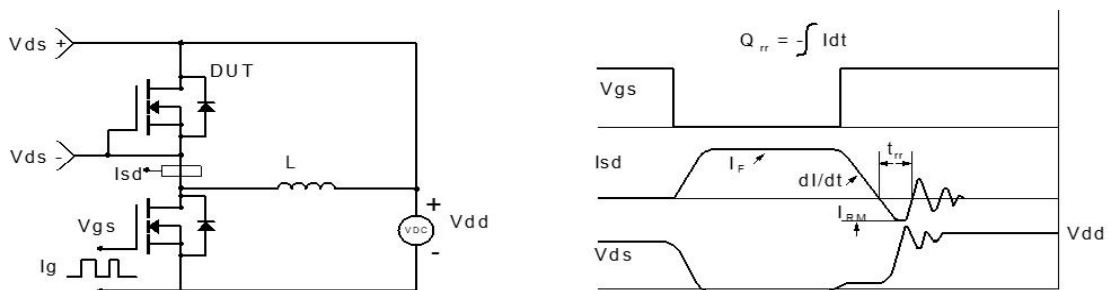 Vds +
DUT
Vds -
Isd
L
Vgs
Ig
+
VDC
-
Vdd
Q rr = - ∫ Idt
Vgs
Isd
I F
dI/dt
t rr
I RM
Vds
Vdd